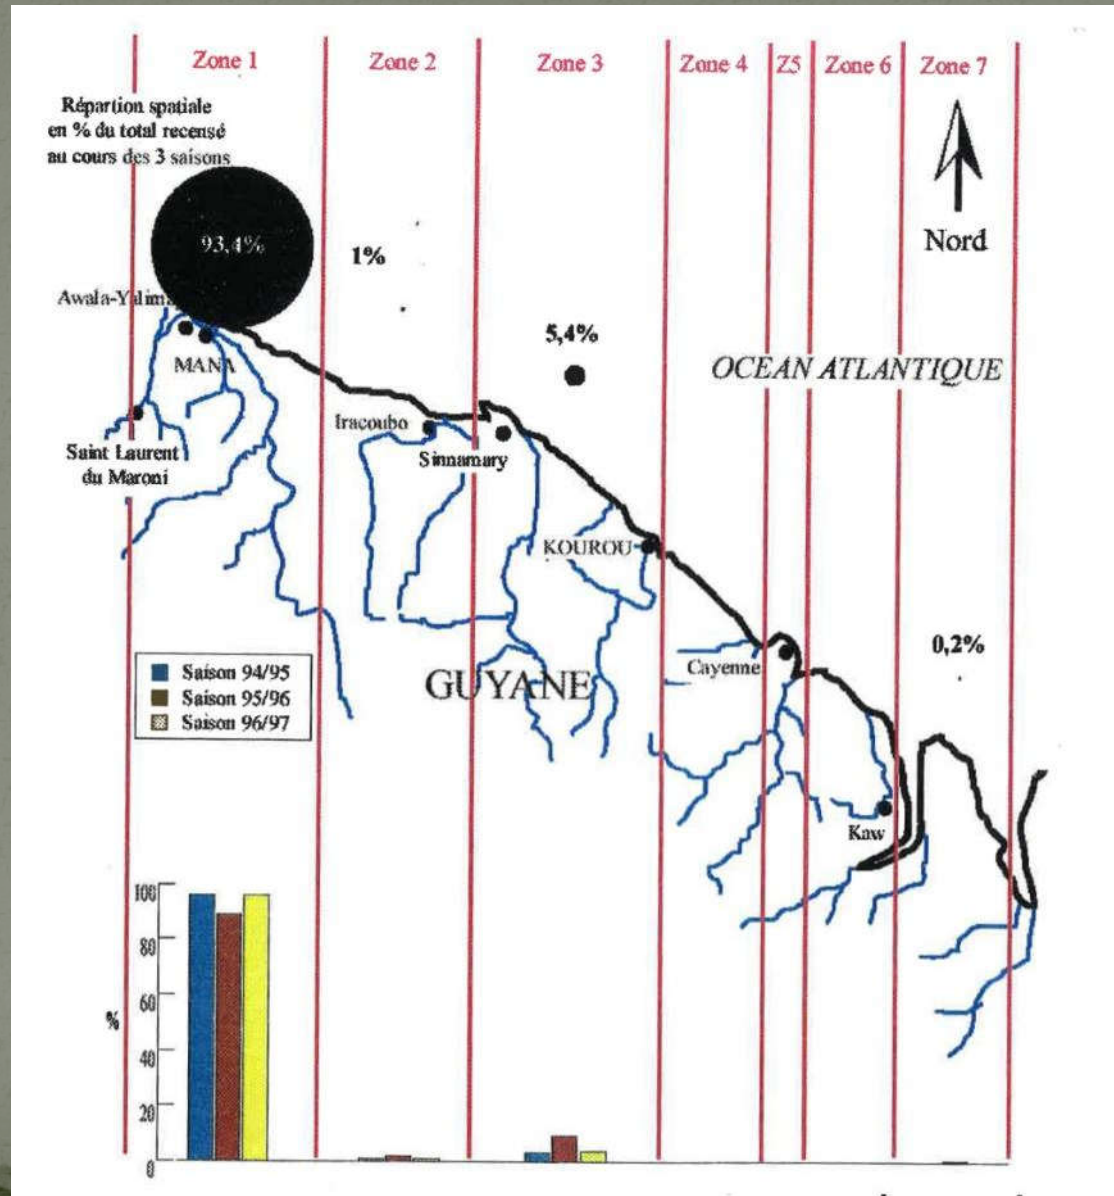 Zone 1
Zone 2
Zone 3
Zone 4
Z5
Zone 6
Zone 7
Répartion spatiale
en % du total recensé
au cours des 3 saisons
93,4%
1%
5,4%
Nord
Awala-Yalima
MANA
OCEAN ATLANTIQUE
Iracoubo
Sinnamary
Saint Laurent
du Maroni
KOUROU
0,2%
Cayenne
GUYANE
Saison 94/95
Saison 95/96
Saison 96/97
Kaw
100
80
60
%
40
20
0